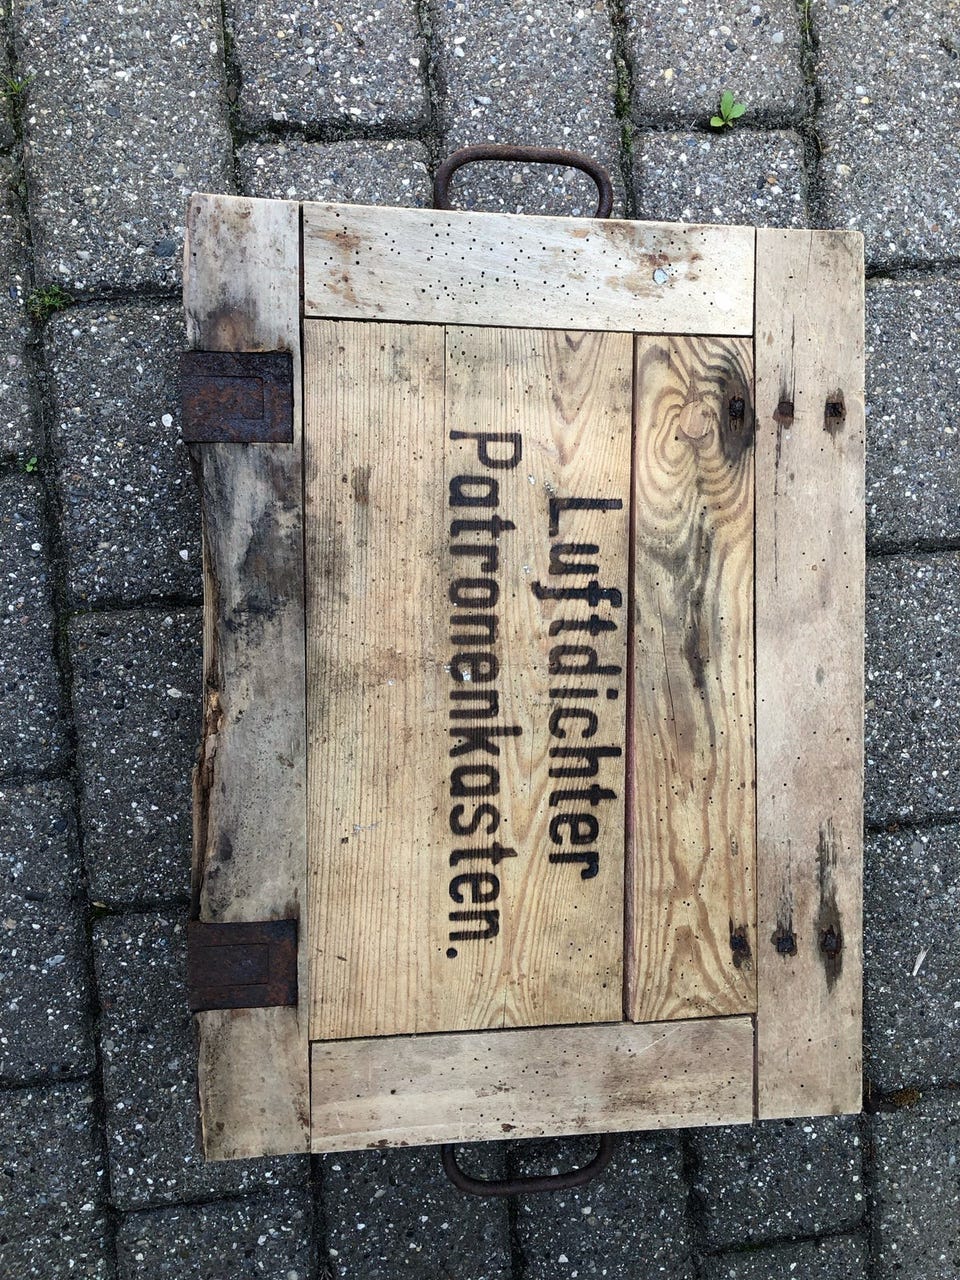 Luftdichter
Patronenkasten.